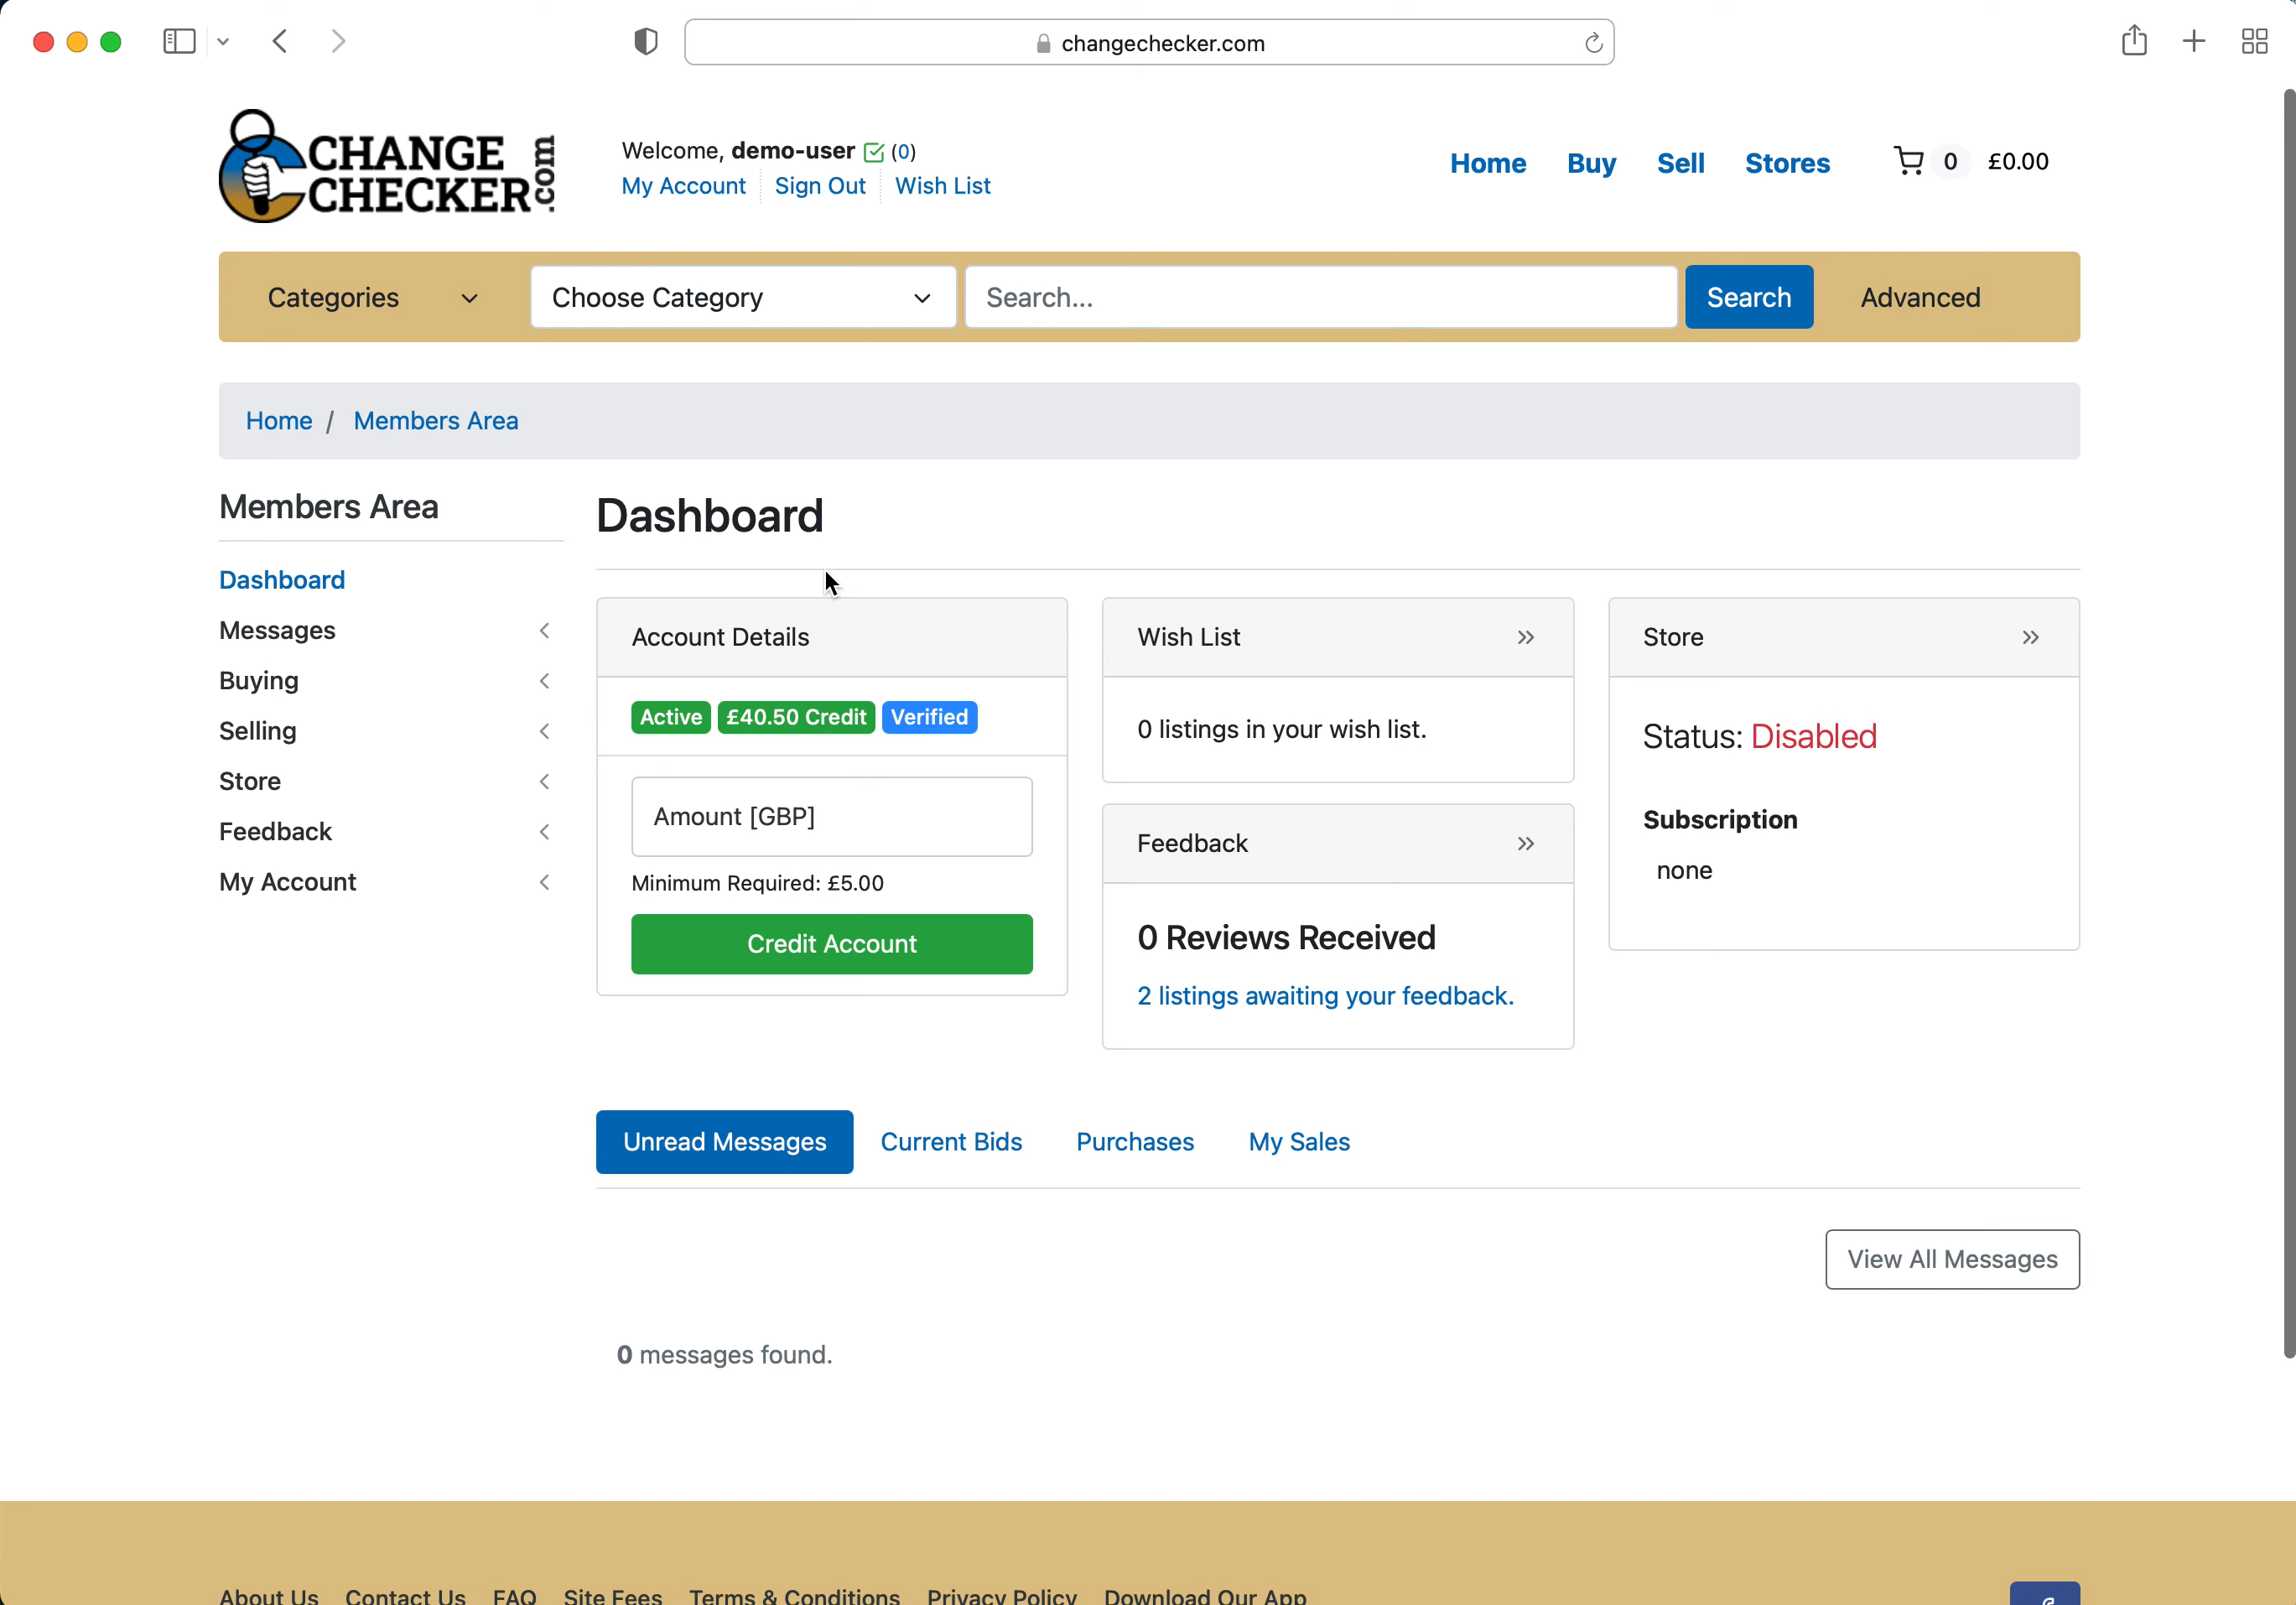 changechecker.com
CHANGE
CHECKER
.com
Welcome, demo-user (0)
My Account Sign Out Wish List
Home Buy Sell Stores 0 £0.00
Categories Choose Category Search... Search Advanced
Home / Members Area
Members Area
Dashboard
Messages
Buying
Selling
Store
Feedback
My Account
Dashboard
Account Details
Active £40.50 Credit Verified
Amount [GBP]
Minimum Required: £5.00
Credit Account
Wish List
0 listings in your wish list.
Feedback
0 Reviews Received
2 listings awaiting your feedback.
Store
Status: Disabled
Subscription
none
Unread Messages Current Bids Purchases My Sales
View All Messages
0 messages found.
About Us Contact Us FAQ Site Fees Terms & Conditions Privacy Policy Download Our App